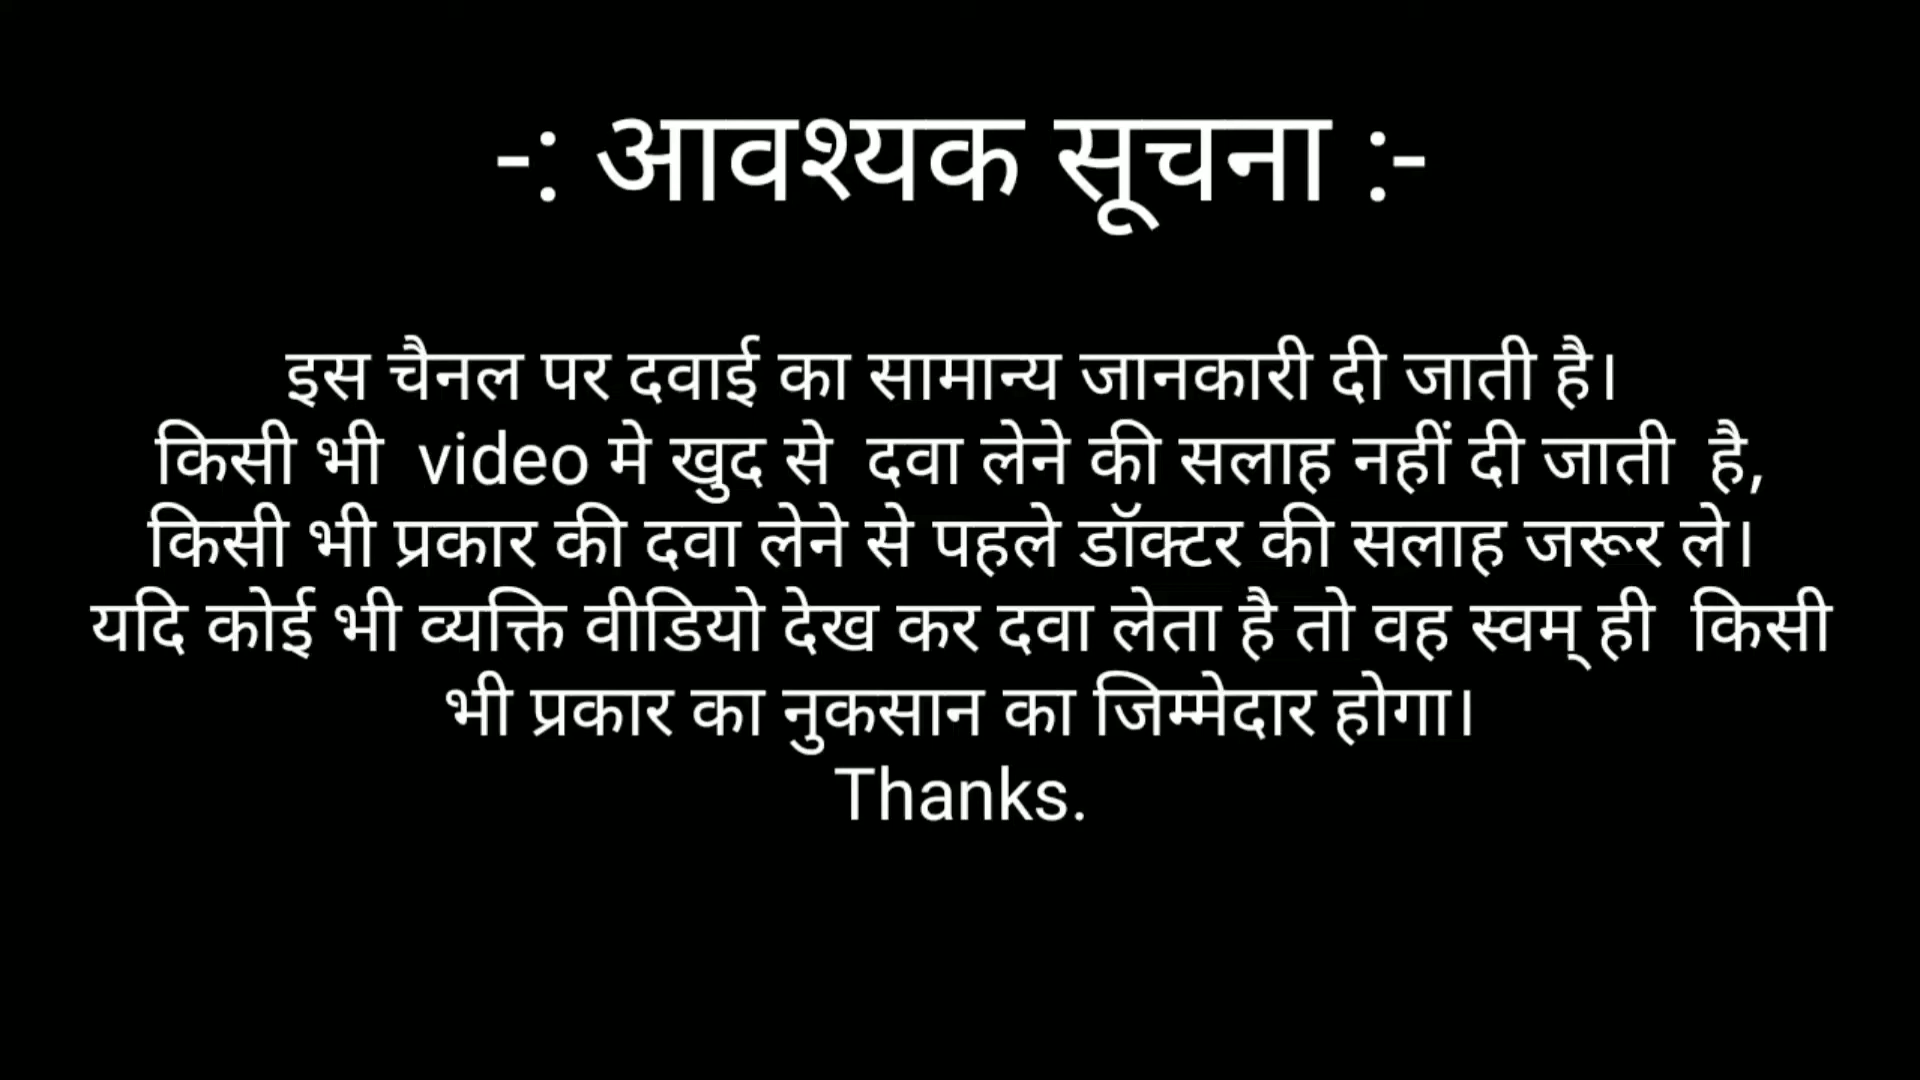 -: आवश्यक सूचना :-
इस चैनल पर दवाई का सामान्य जानकारी दी जाती है।
किसी भी video मे खुद से दवा लेने की सलाह नहीं दी जाती है,
किसी भी प्रकार की दवा लेने से पहले डॉक्टर की सलाह जरूर ले।
यदि कोई भी व्यक्ति वीडियो देख कर दवा लेता है तो वह स्वम् ही किसी
भी प्रकार का नुकसान का जिम्मेदार होगा।
Thanks.